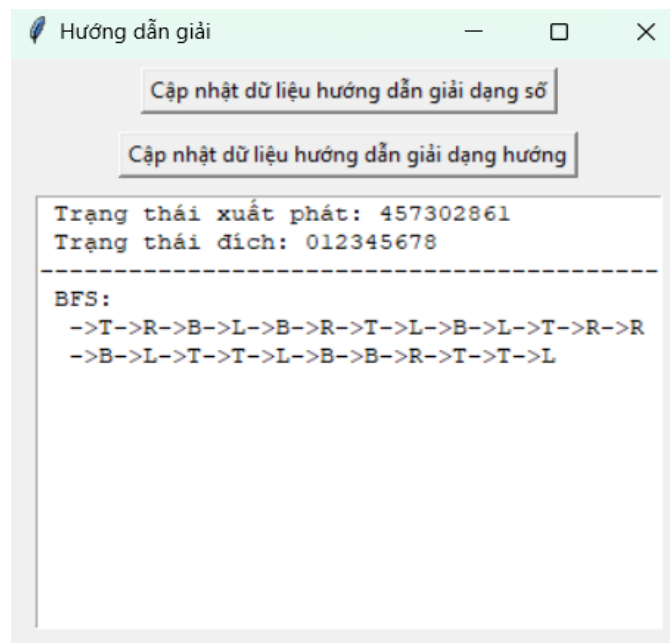 Hướng dẫn giải
Cập nhật dữ liệu hướng dẫn giải dạng số
Cập nhật dữ liệu hướng dẫn giải dạng hướng
Trạng thái xuất phát: 457302861
Trạng thái đích: 012345678
------------------------------------------
BFS:
->T->R->B->L->B->R->T->L->B->L->T->R->R
->B->L->T->T->L->B->B->R->T->T->L